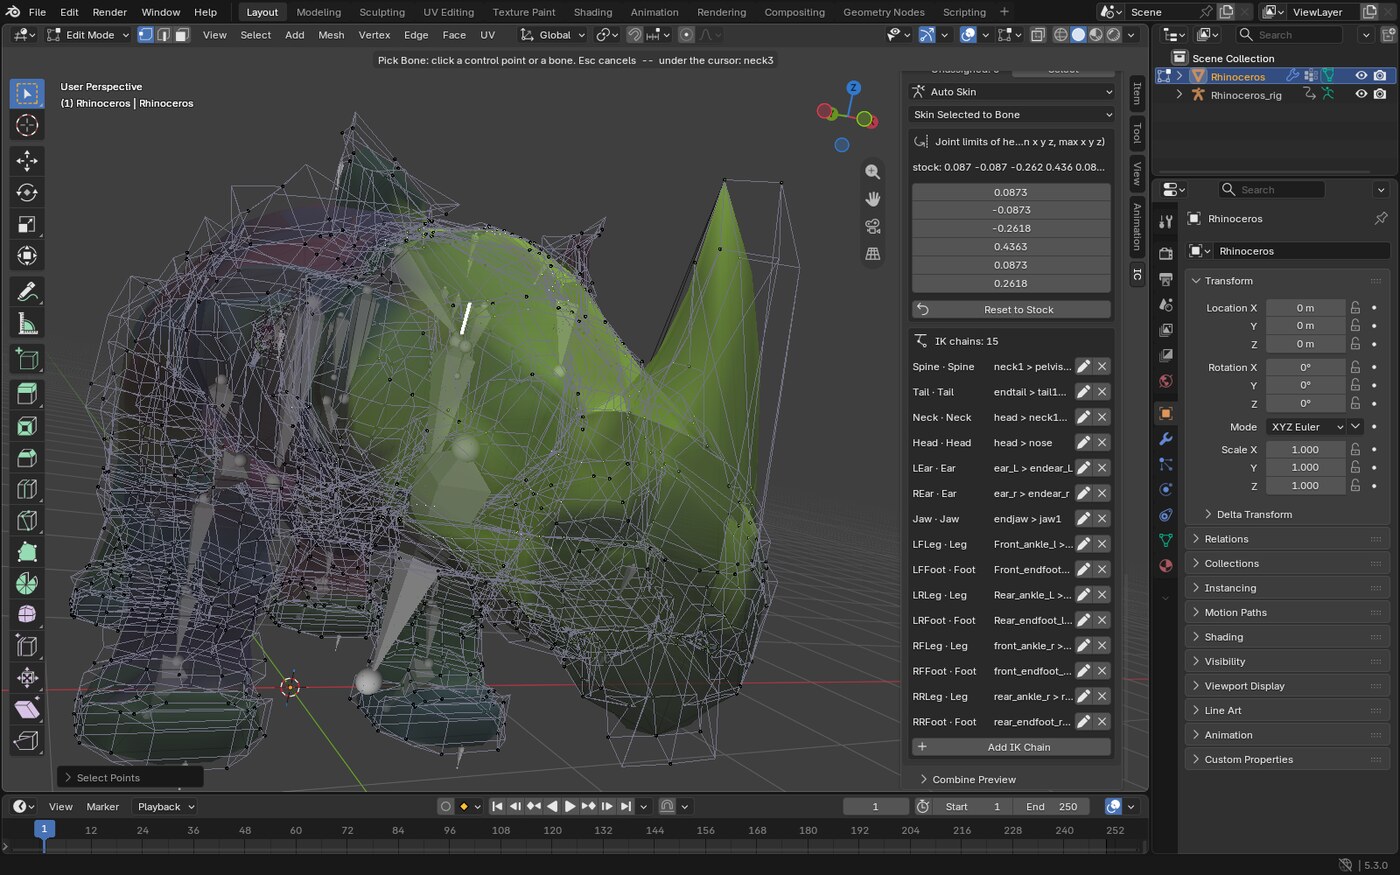 File Edit Render Window Help Layout Modeling Sculpting UV Editing Texture Paint Shading Animation Rendering Compositing Geometry Nodes Scripting Scene ViewLayer
Edit Mode View Select Add Mesh Vertex Edge Face UV Global
Pick Bone: click a control point or a bone. Esc cancels -- under the cursor: neck3
User Perspective
(1) Rhinoceros | Rhinoceros
Z
Select
Auto Skin
Skin Selected to Bone
Joint limits of he...n x y z, max x y z)
stock: 0.087 -0.087 -0.262 0.436 0.08...
0.0873
-0.0873
-0.2618
0.4363
0.0873
0.2618
Reset to Stock
IK chains: 15
Spine · Spine neck1 > pelvis...
Tail · Tail endtail > tail1...
Neck · Neck head > neck1...
Head · Head head > nose
LEar · Ear ear_L > endear_L
REar · Ear ear_r > endear_r
Jaw · Jaw endjaw > jaw1
LFLeg · Leg Front_ankle_l >...
LFFoot · Foot Front_endfoot...
LRLeg · Leg Rear_ankle_L >...
LRFoot · Foot Rear_endfoot_l...
RFLeg · Leg front_ankle_r >...
RFFoot · Foot front_endfoot_...
RRLeg · Leg rear_ankle_r > r...
RRFoot · Foot rear_endfoot_r...
Add IK Chain
Combine Preview
Item
Tool
View
Animation
IC
Select Points
Search
Scene Collection
Rhinoceros
Rhinoceros_rig
Search
Rhinoceros
Rhinoceros
Transform
Location X 0 m
Y 0 m
Z 0 m
Rotation X 0°
Y 0°
Z 0°
Mode XYZ Euler
Scale X 1.000
Y 1.000
Z 1.000
Delta Transform
Relations
Collections
Instancing
Motion Paths
Shading
Visibility
Viewport Display
Line Art
Animation
Custom Properties
View Marker Playback 1 Start 1 End 250
1 12 24 36 48 60 72 84 96 108 120 132 144 156 168 180 192 204 216 228 240 252
5.3.0